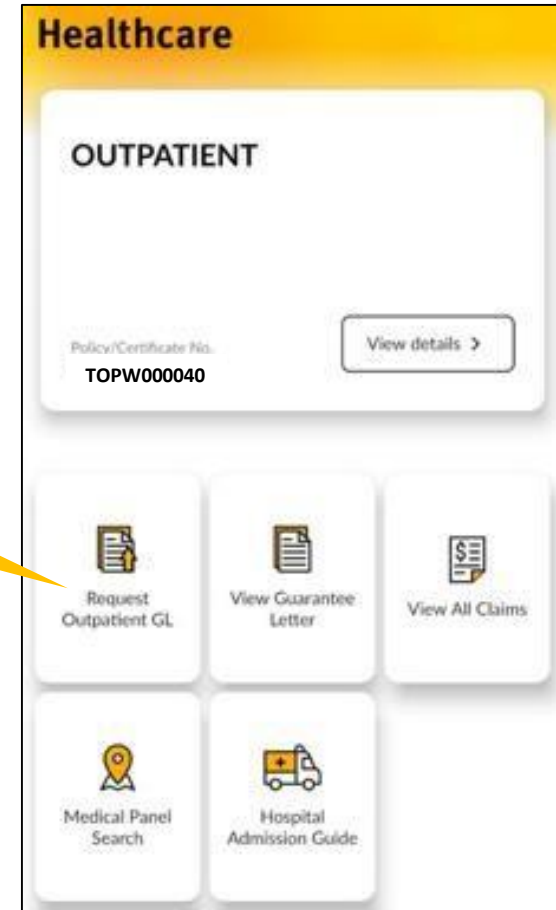 Healthcare
OUTPATIENT
Policy/Certificate No.
View details >
TOPW000040
Request
Outpatient GL
View Guarantee
Letter
View All Claims
Medical Panel
Search
Hospital
Admission Guide